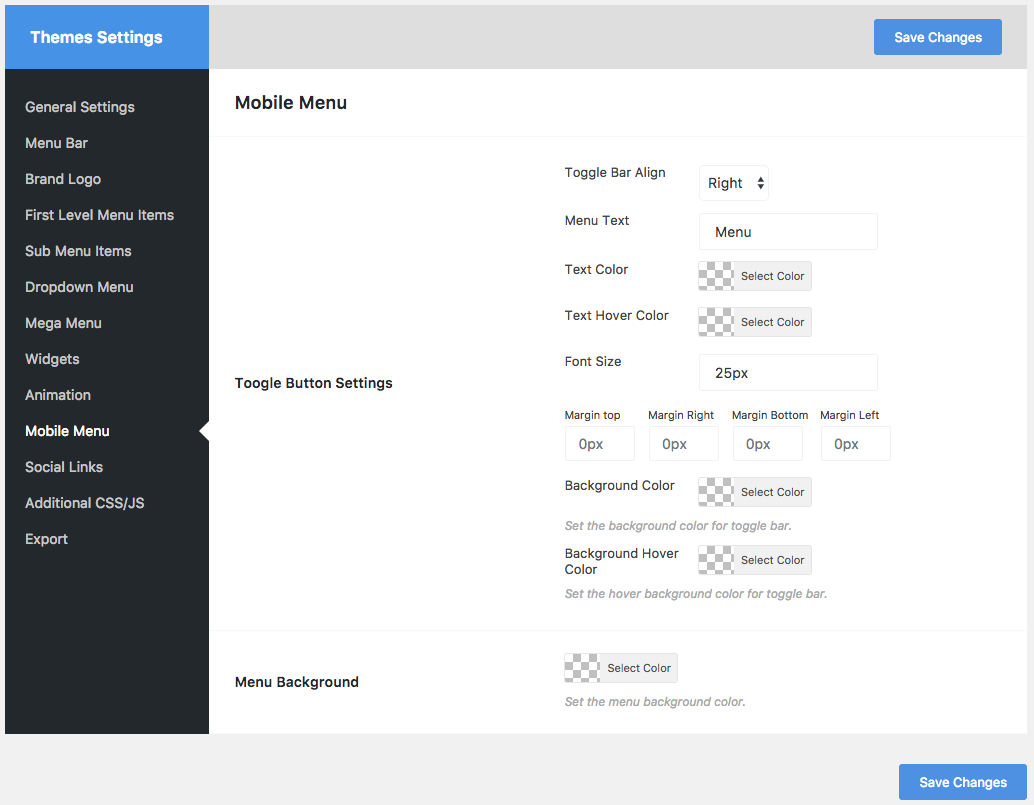 Themes Settings
Save Changes
General Settings
Menu Bar
Brand Logo
First Level Menu Items
Sub Menu Items
Dropdown Menu
Mega Menu
Widgets
Animation
Mobile Menu
Social Links
Additional CSS/JS
Export
Mobile Menu
Toogle Button Settings
Toggle Bar Align
Right
Menu Text
Menu
Text Color
Select Color
Text Hover Color
Select Color
Font Size
25px
Margin top Margin Right Margin Bottom Margin Left
0px 0px 0px 0px
Background Color
Select Color
Set the background color for toggle bar.
Background Hover
Color
Select Color
Set the hover background color for toggle bar.
Menu Background
Select Color
Set the menu background color.
Save Changes